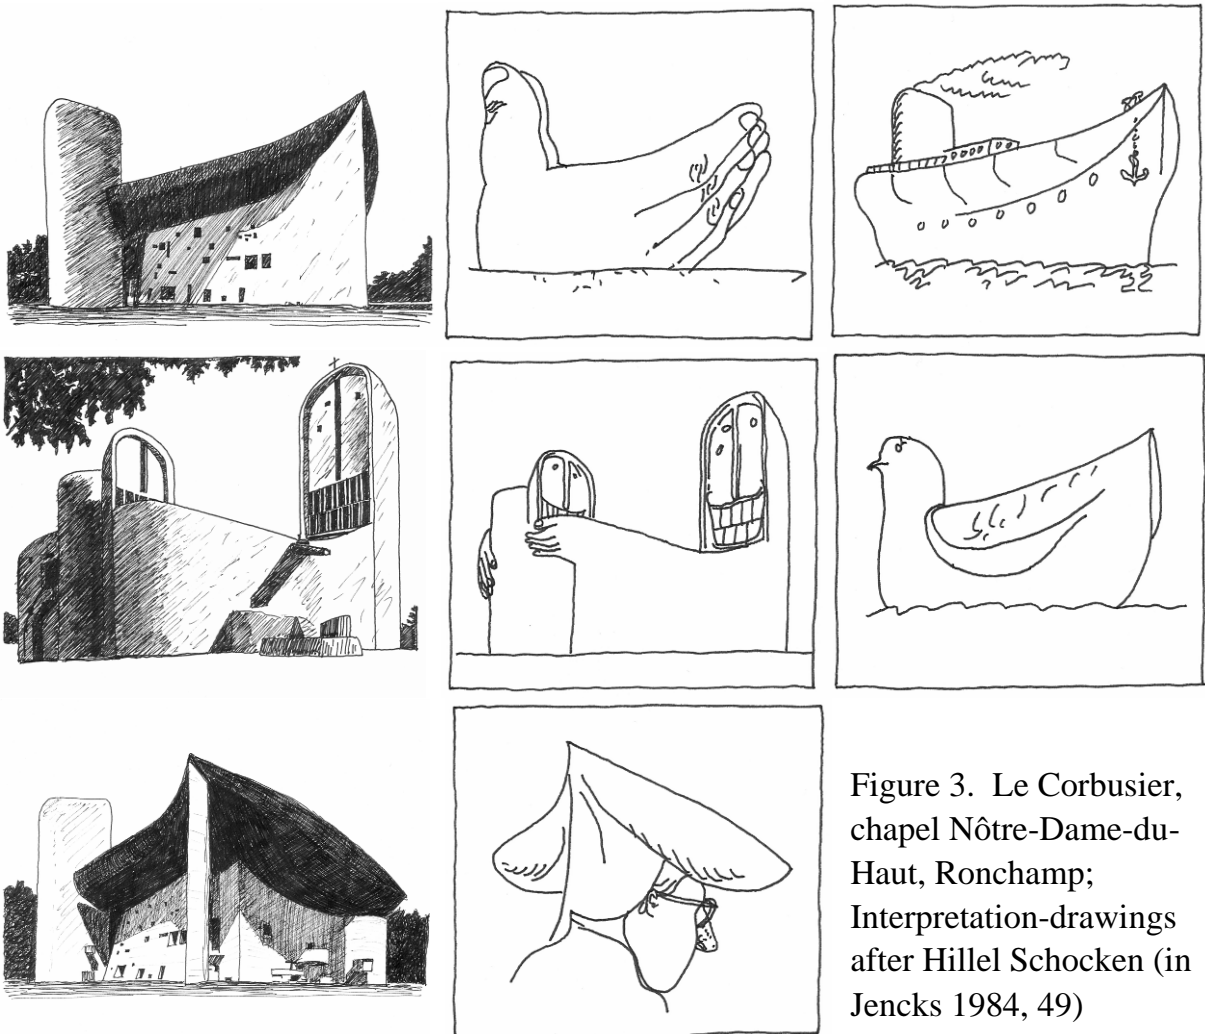 Figure 3.  Le Corbusier,
chapel Nôtre-Dame-du-
Haut, Ronchamp;
Interpretation-drawings
after Hillel Schocken (in
Jencks 1984, 49)